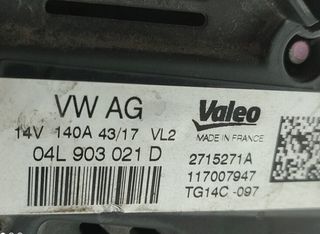 VW AG
14V 140A 43/17 VL2
04L 903 021 D
Valeo
MADE IN FRANCE
2715271A
117007947
TG14C -097